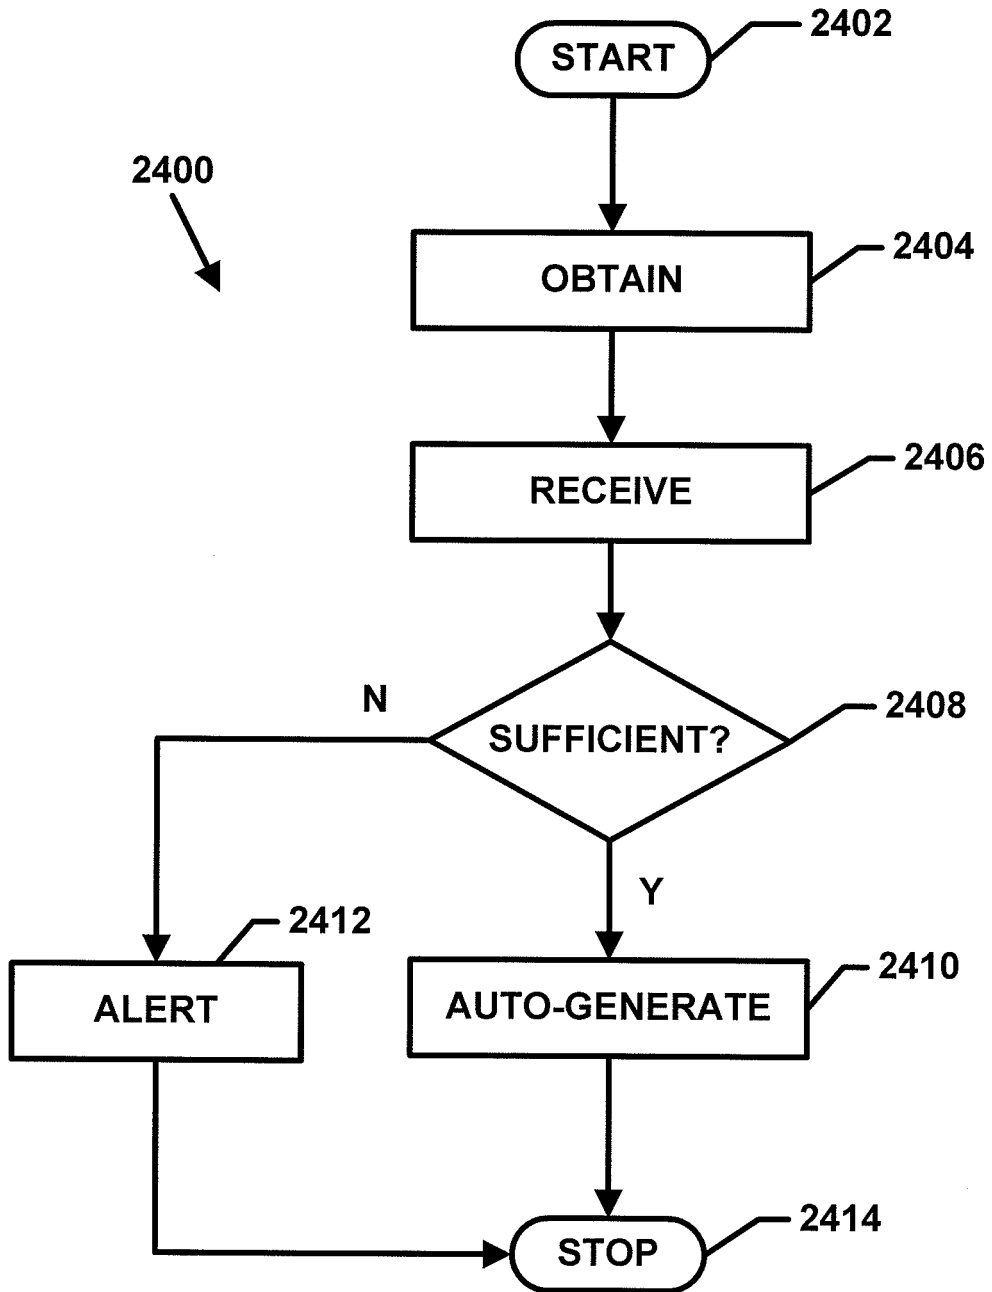 2402
START
2400
2404
OBTAIN
2406
RECEIVE
N
2408
SUFFICIENT?
Y
2412
2410
ALERT
AUTO-GENERATE
2414
STOP